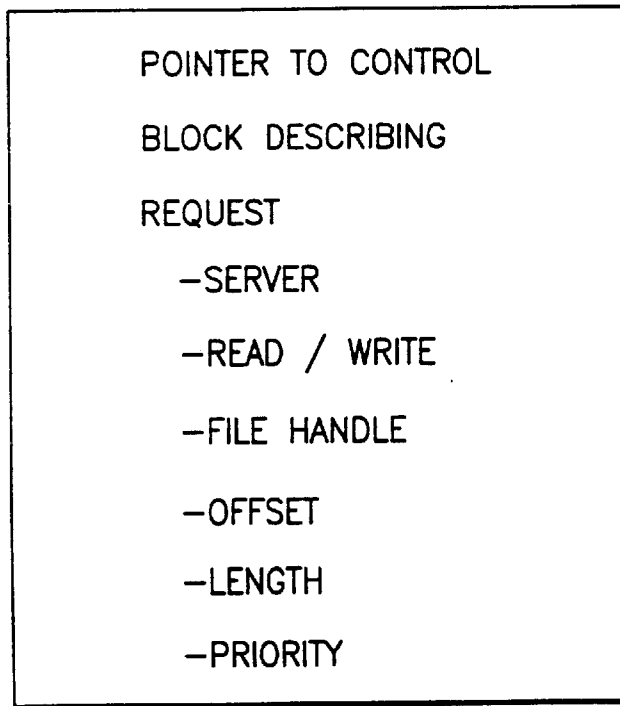 POINTER TO CONTROL
BLOCK DESCRIBING
REQUEST
-SERVER
-READ / WRITE
-FILE HANDLE
-OFFSET
-LENGTH
-PRIORITY